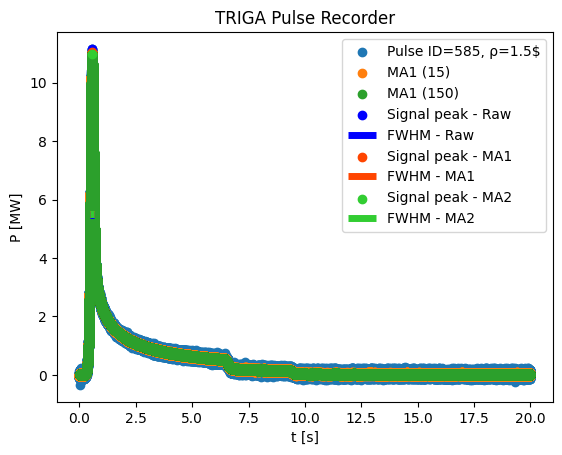 TRIGA Pulse Recorder
Pulse ID=585, ρ=1.5$
MA1 (15)
MA1 (150)
Signal peak - Raw
FWHM - Raw
Signal peak - MA1
FWHM - MA1
Signal peak - MA2
FWHM - MA2
P [MW]
10
8
6
4
2
0
0.0 2.5 5.0 7.5 10.0 12.5 15.0 17.5 20.0
t [s]